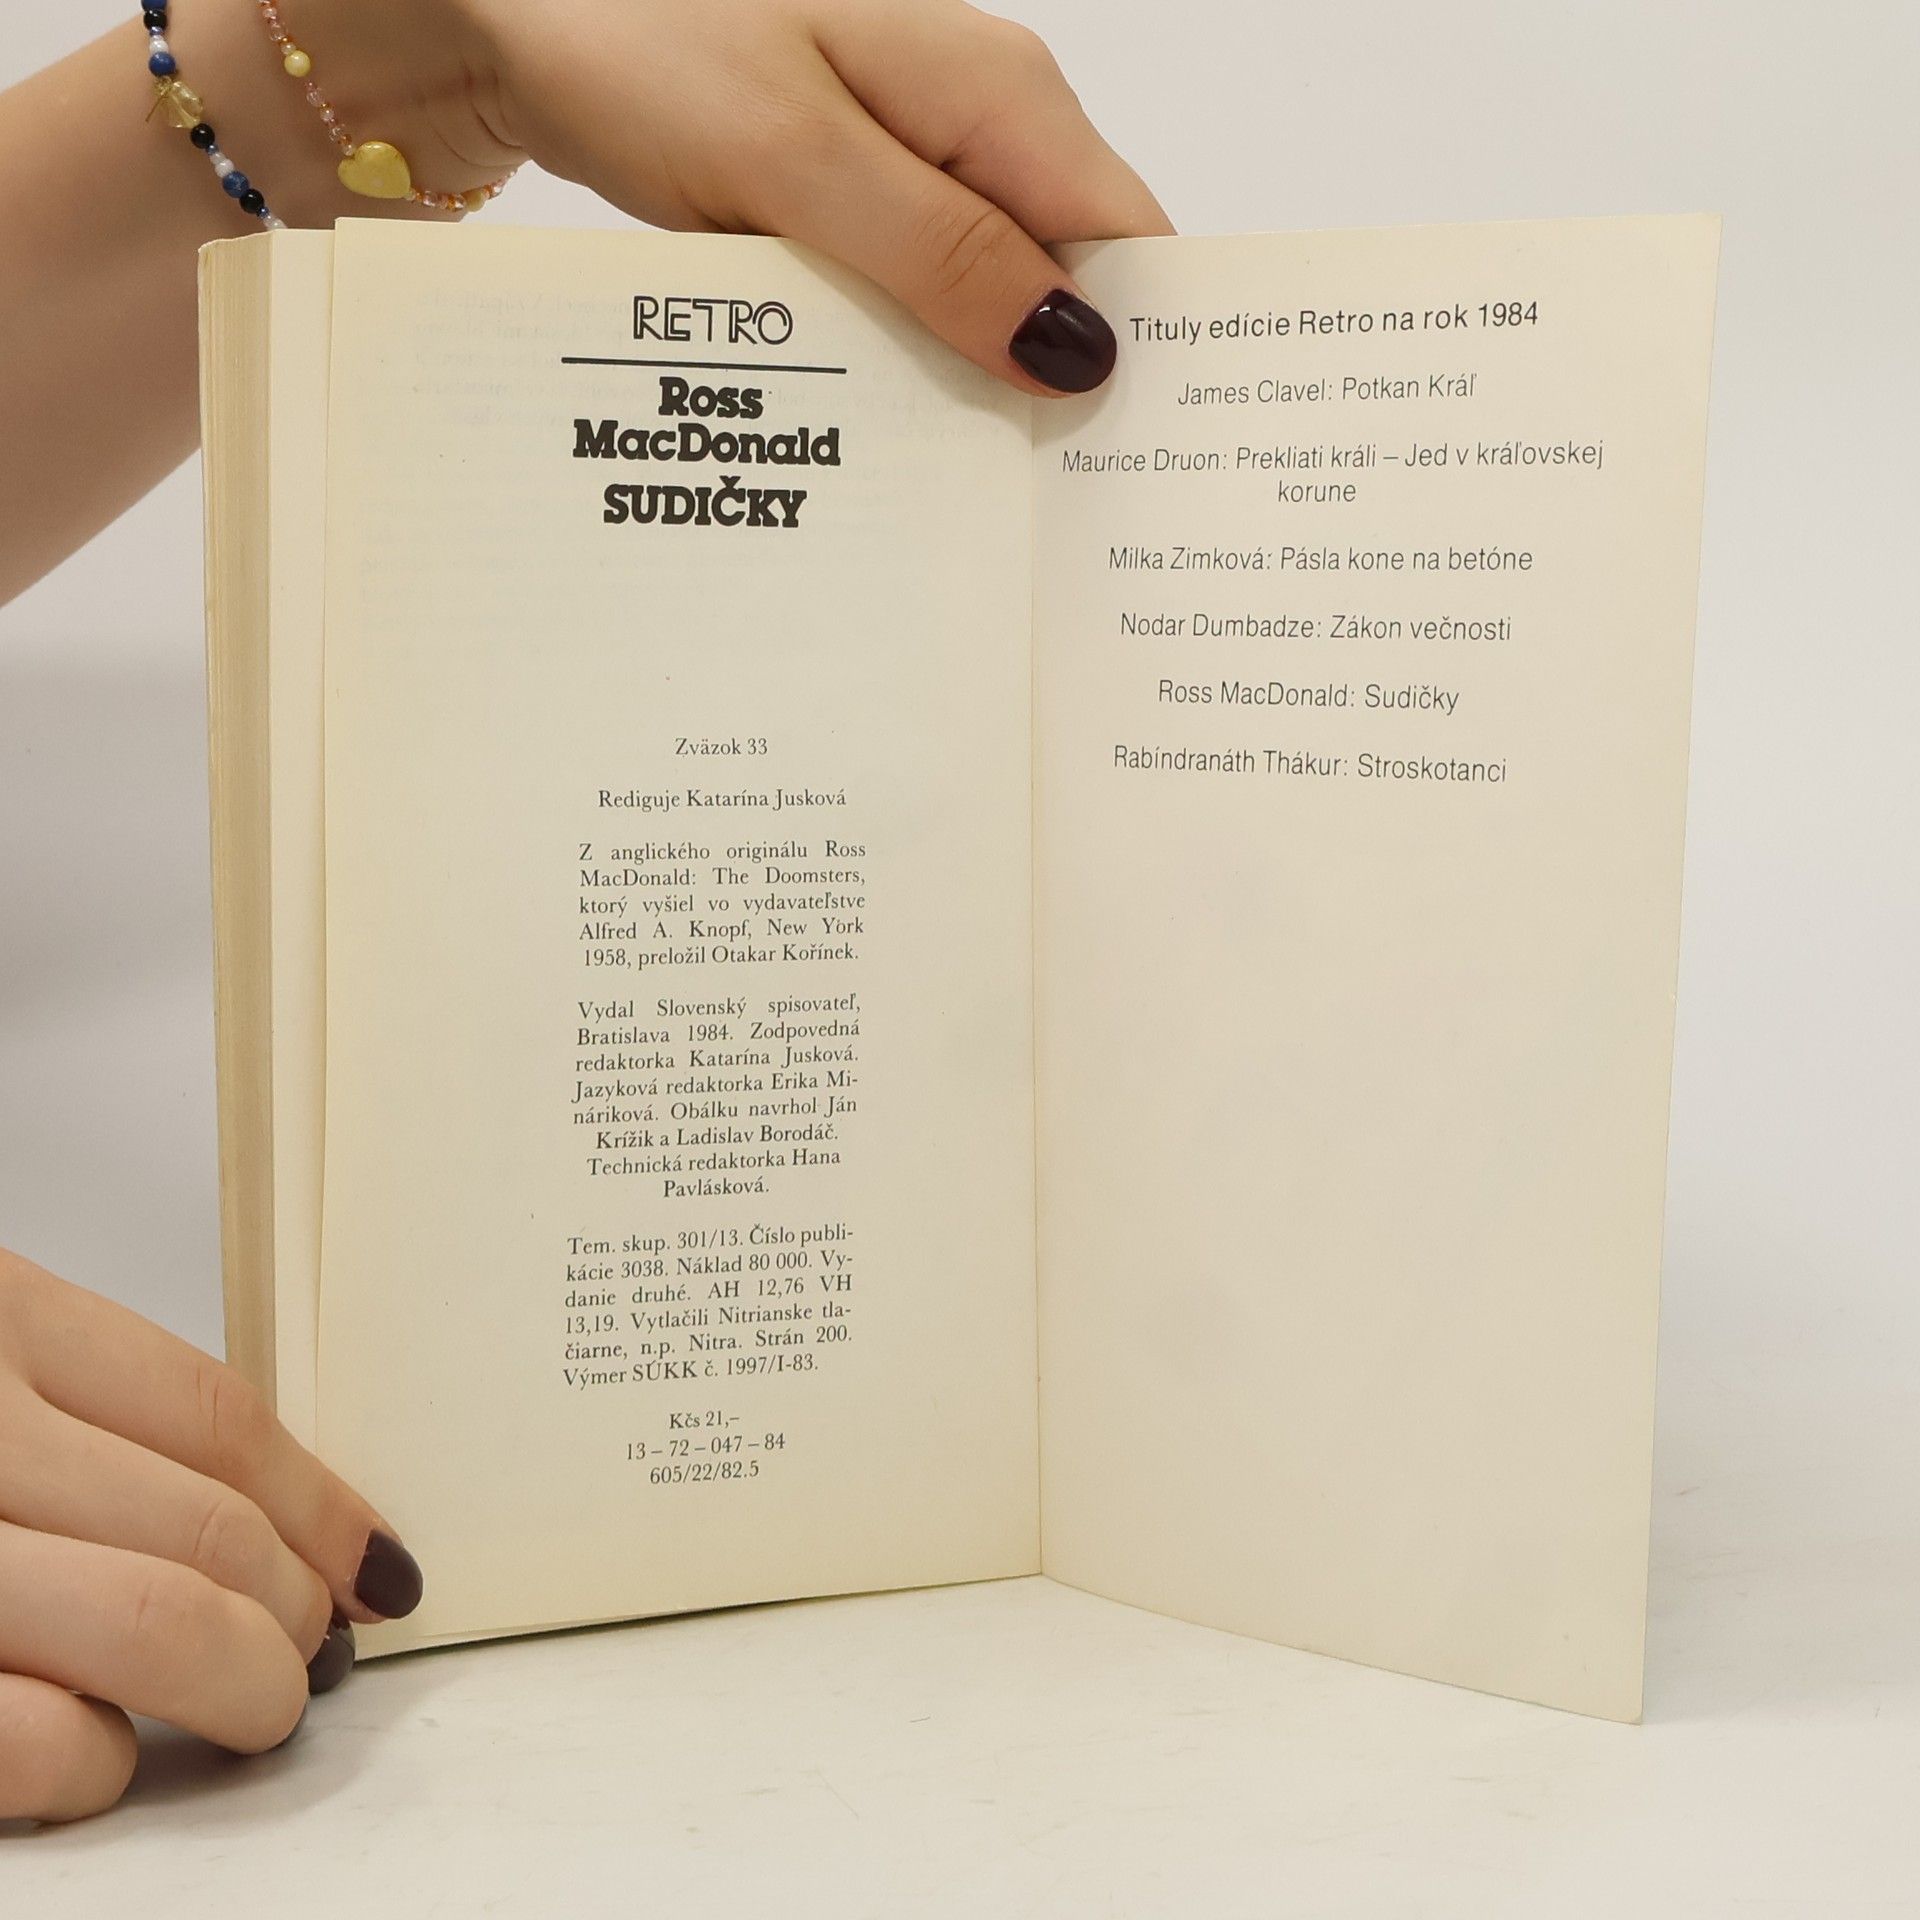 RETRO
Ross
MacDonald
SUDIČKY
Zväzok 33
Rediguje Katarína Jusková
Z anglického originálu Ross
MacDonald: The Doomsters,
ktorý vyšiel vo vydavateľstve
Alfred A. Knopf, New York
1958, preložil Otakar Kořínek.
Vydal Slovenský spisovateľ,
Bratislava 1984. Zodpovedná
redaktorka Katarína Jusková.
Jazyková redaktorka Erika Mi-
náriková. Obálku navrhol Ján
Krížik a Ladislav Borodáč.
Technická redaktorka Hana
Pavlásková.
Tem. skup. 301/13. Číslo publi-
kácie 3038. Náklad 80 000. Vy-
danie druhé. AH 12,76 VH
13,19. Vytlačili Nitrianske tla-
čiarne, n.p. Nitra. Strán 200.
Výmer SÚKK č. 1997/I-83.
Kčs 21,–
13 – 72 – 047 – 84
605/22/82.5
Tituly edície Retro na rok 1984
James Clavel: Potkan Kráľ
Maurice Druon: Prekliati králi – Jed v kráľovskej
korune
Milka Zimková: Pásla kone na betóne
Nodar Dumbadze: Zákon večnosti
Ross MacDonald: Sudičky
Rabíndranáth Thákur: Stroskotanci